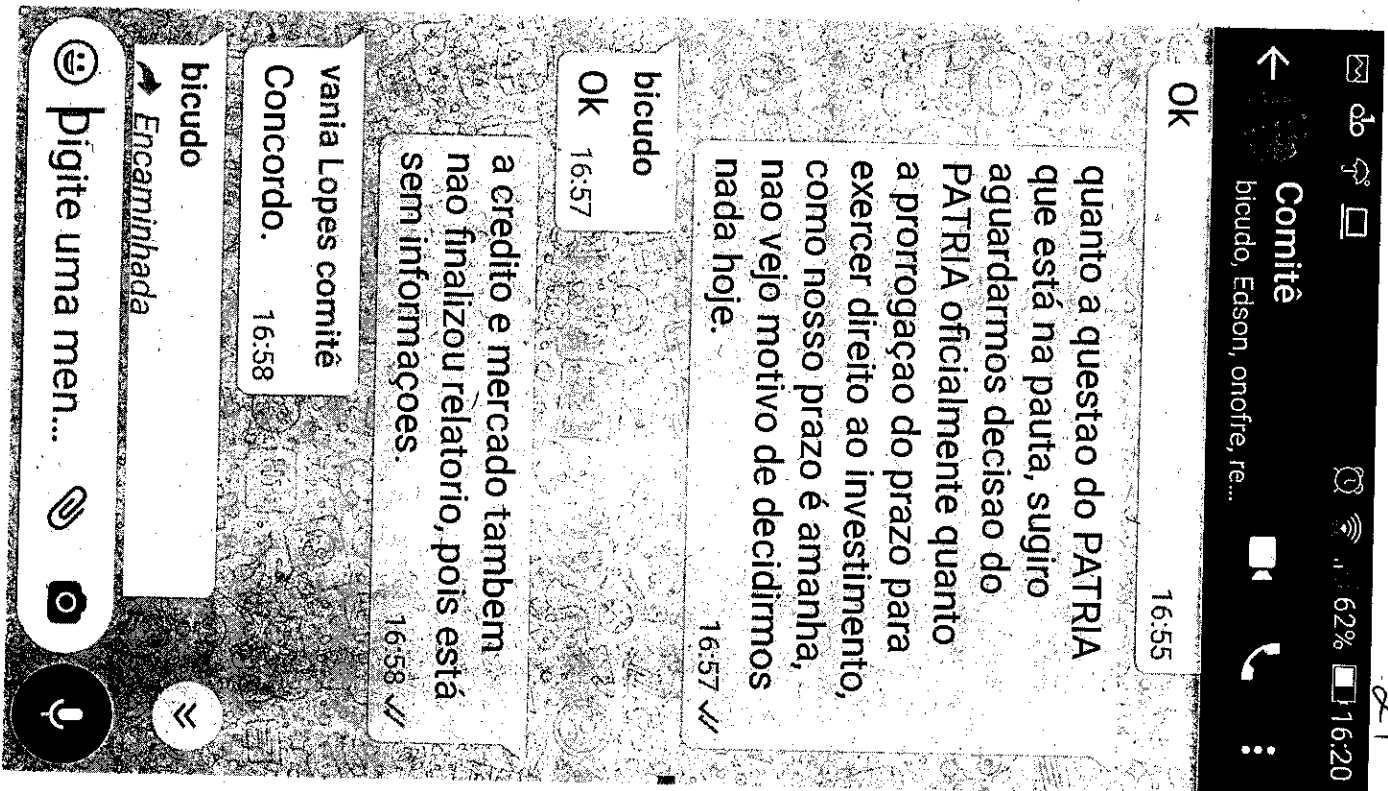 62% 16:20
Comitê
bicudo, Edson, onofre, re...
Ok
16:55
quanto a questao do PATRIA
que está na pauta, sugiro
aguardarmos decisao do
PATRIA oficialmente quanto
a prorrogaçao do prazo para
exercer direito ao investimento,
como nosso prazo é amanha,
nao vejo motivo de decidirmos
nada hoje.
16:57
bicudo
Ok 16:57
a credito e mercado tambem
nao finalizou relatorio, pois está
sem informaçoes.
16:58
vania Lopes comitê
Concordo. 16:58
bicudo
Encaminhada
Digite uma men...